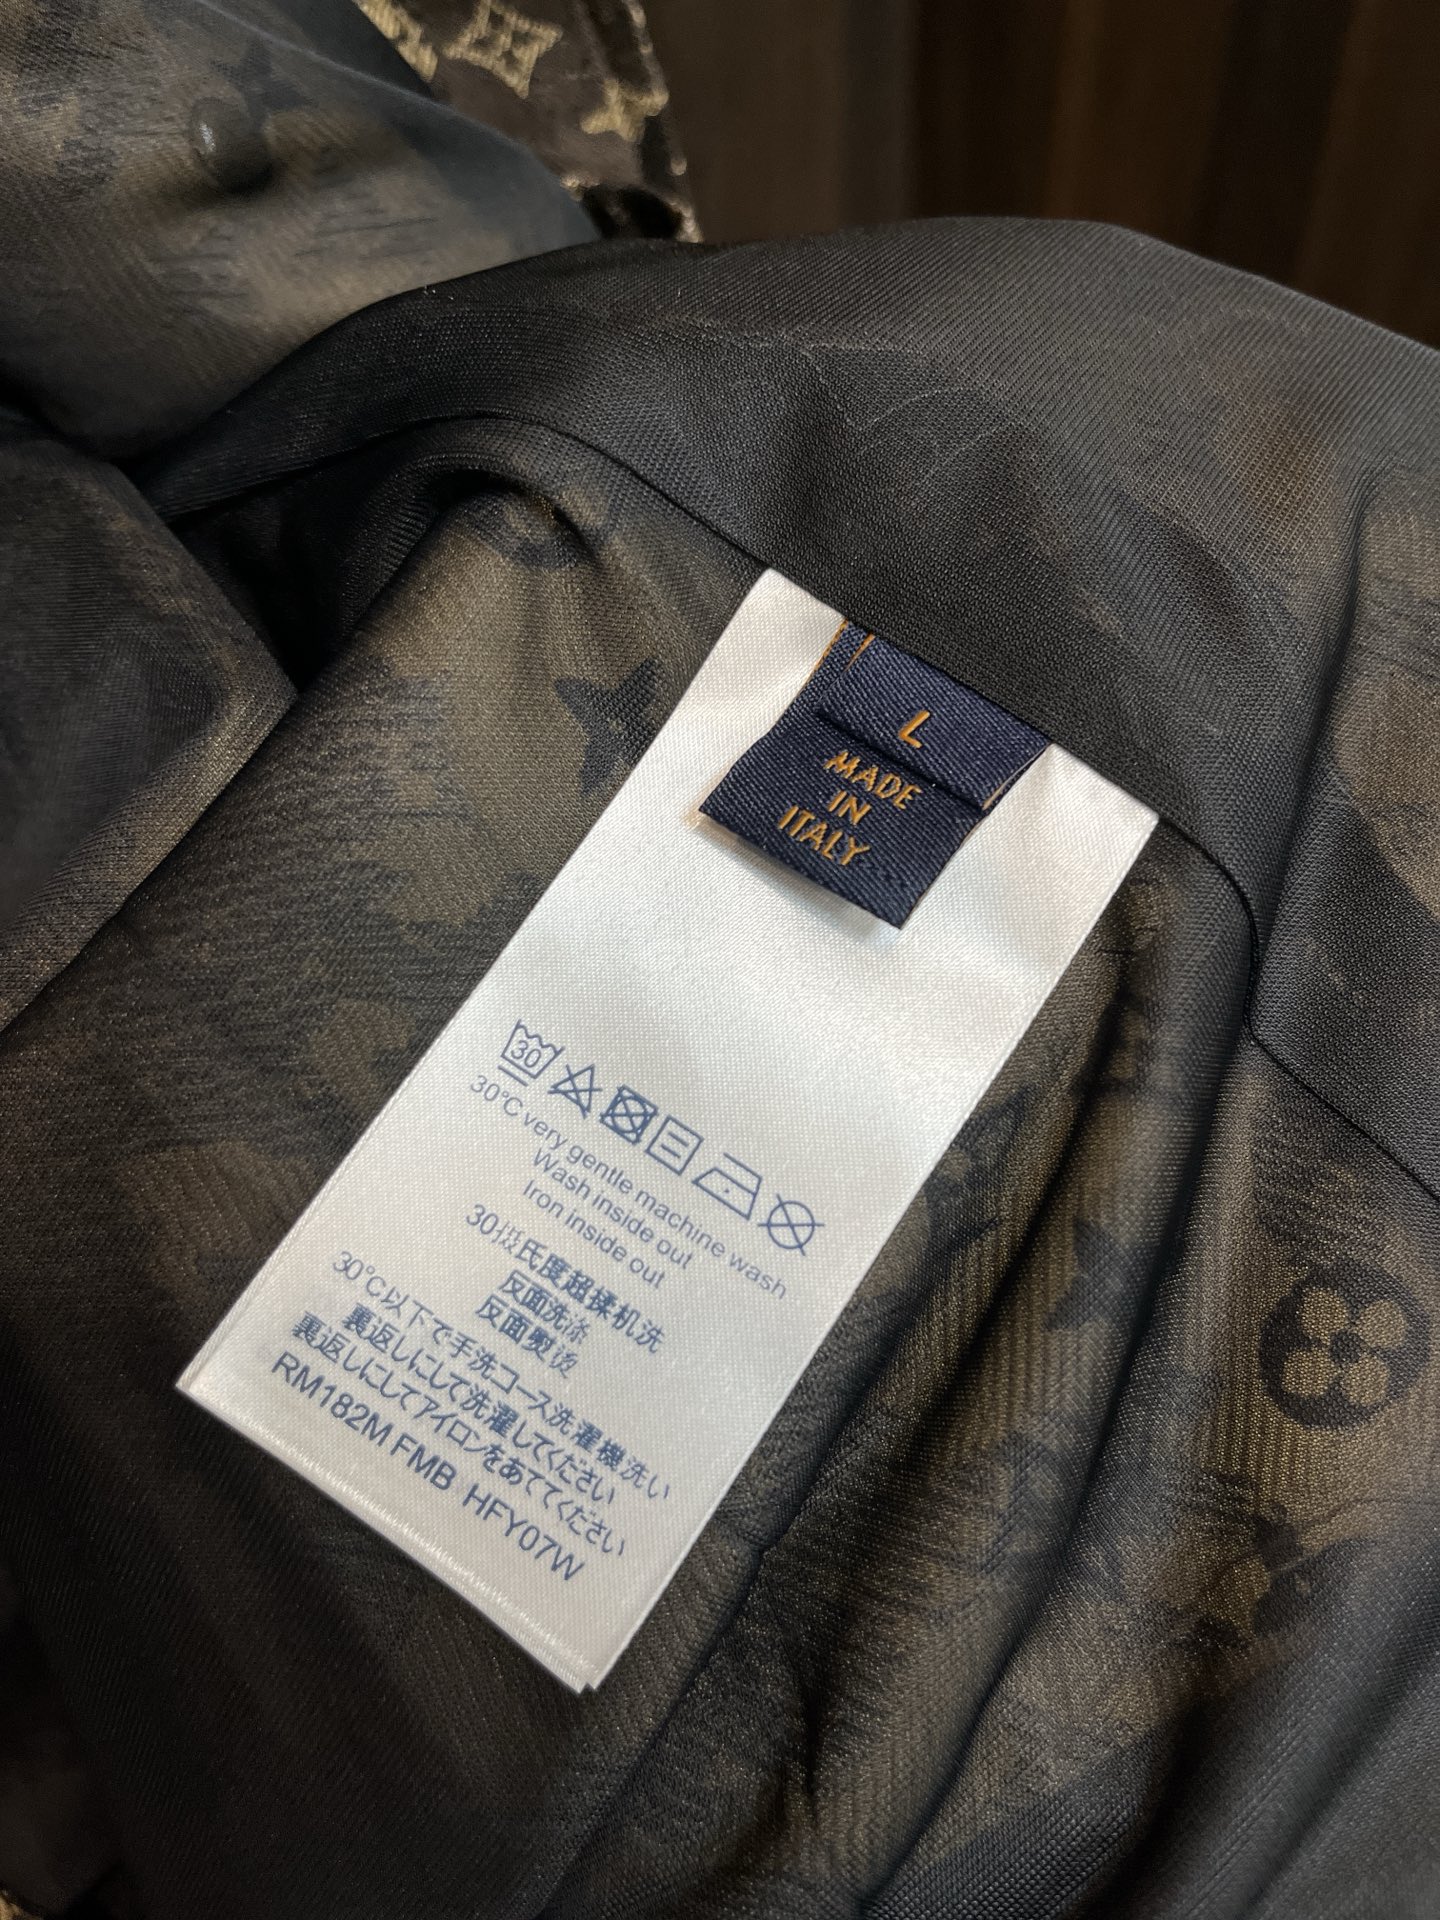 L
MADE
IN
ITALY
30
30°C very gentle machine wash
Wash inside out
Iron inside out
30摄氏度超揉机洗
反面洗涤
反面熨烫
30°C以下で手洗コース洗濯機洗い
裏返しにして洗濯してください
裏返しにしてアイロンをあててください
RM182M FMB HFY07W